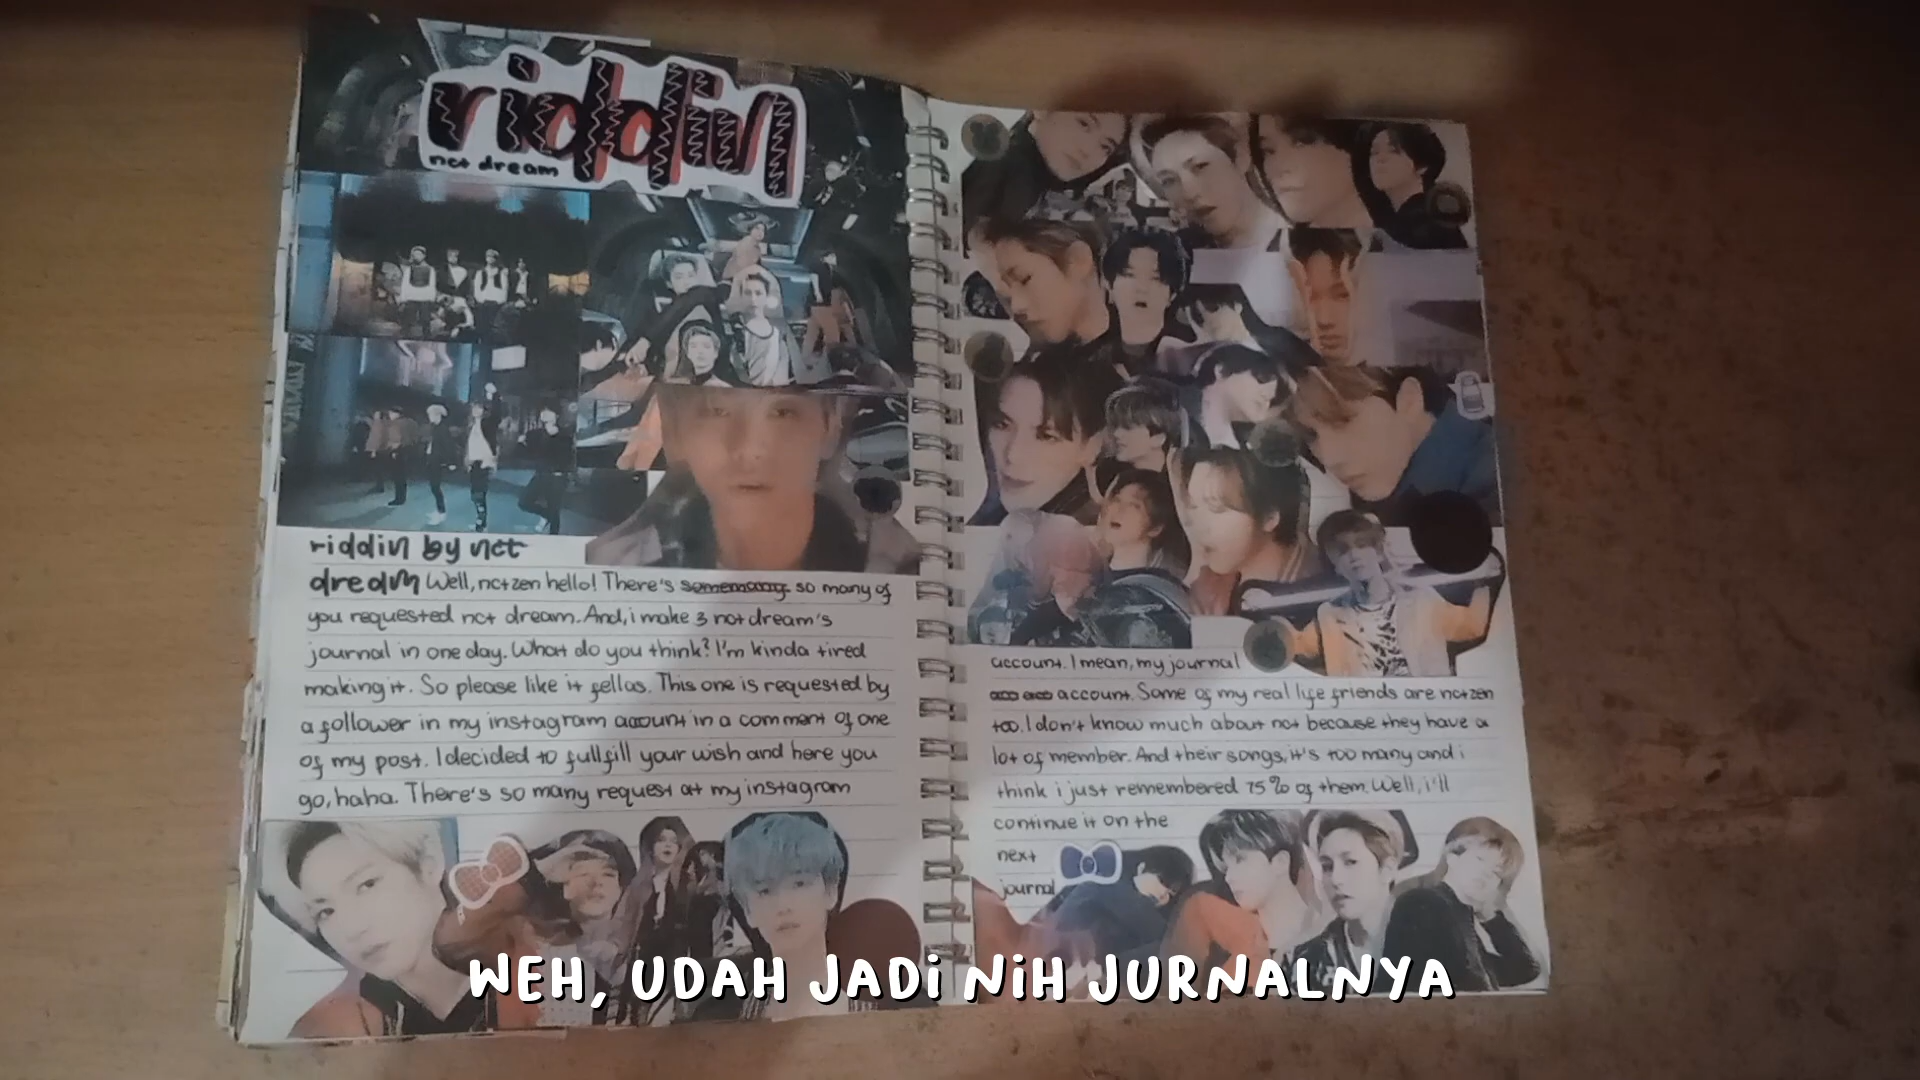 riddin
nct dream
riddin by nct
dream Well, nctzen hello! There's somemany so many of
you requested nct dream. And, i make 3 nct dream's
journal in one day. What do you think? I'm kinda tired
making it. So please like it fellas. This one is requested by
a follower in my instagram account in a comment of one
of my post. I decided to fullfill your wish and here you
go, haha. There's so many request at my instagram
account. I mean, my journal
account. Some of my real life friends are nctzen
too. I don't know much about nct because they have a
lot of member. And their songs, it's too many and i
think i just remembered 75% of them. Well, i'll
continue it on the
next
journal
WEH, UDAH JADI NIH JURNALNYA